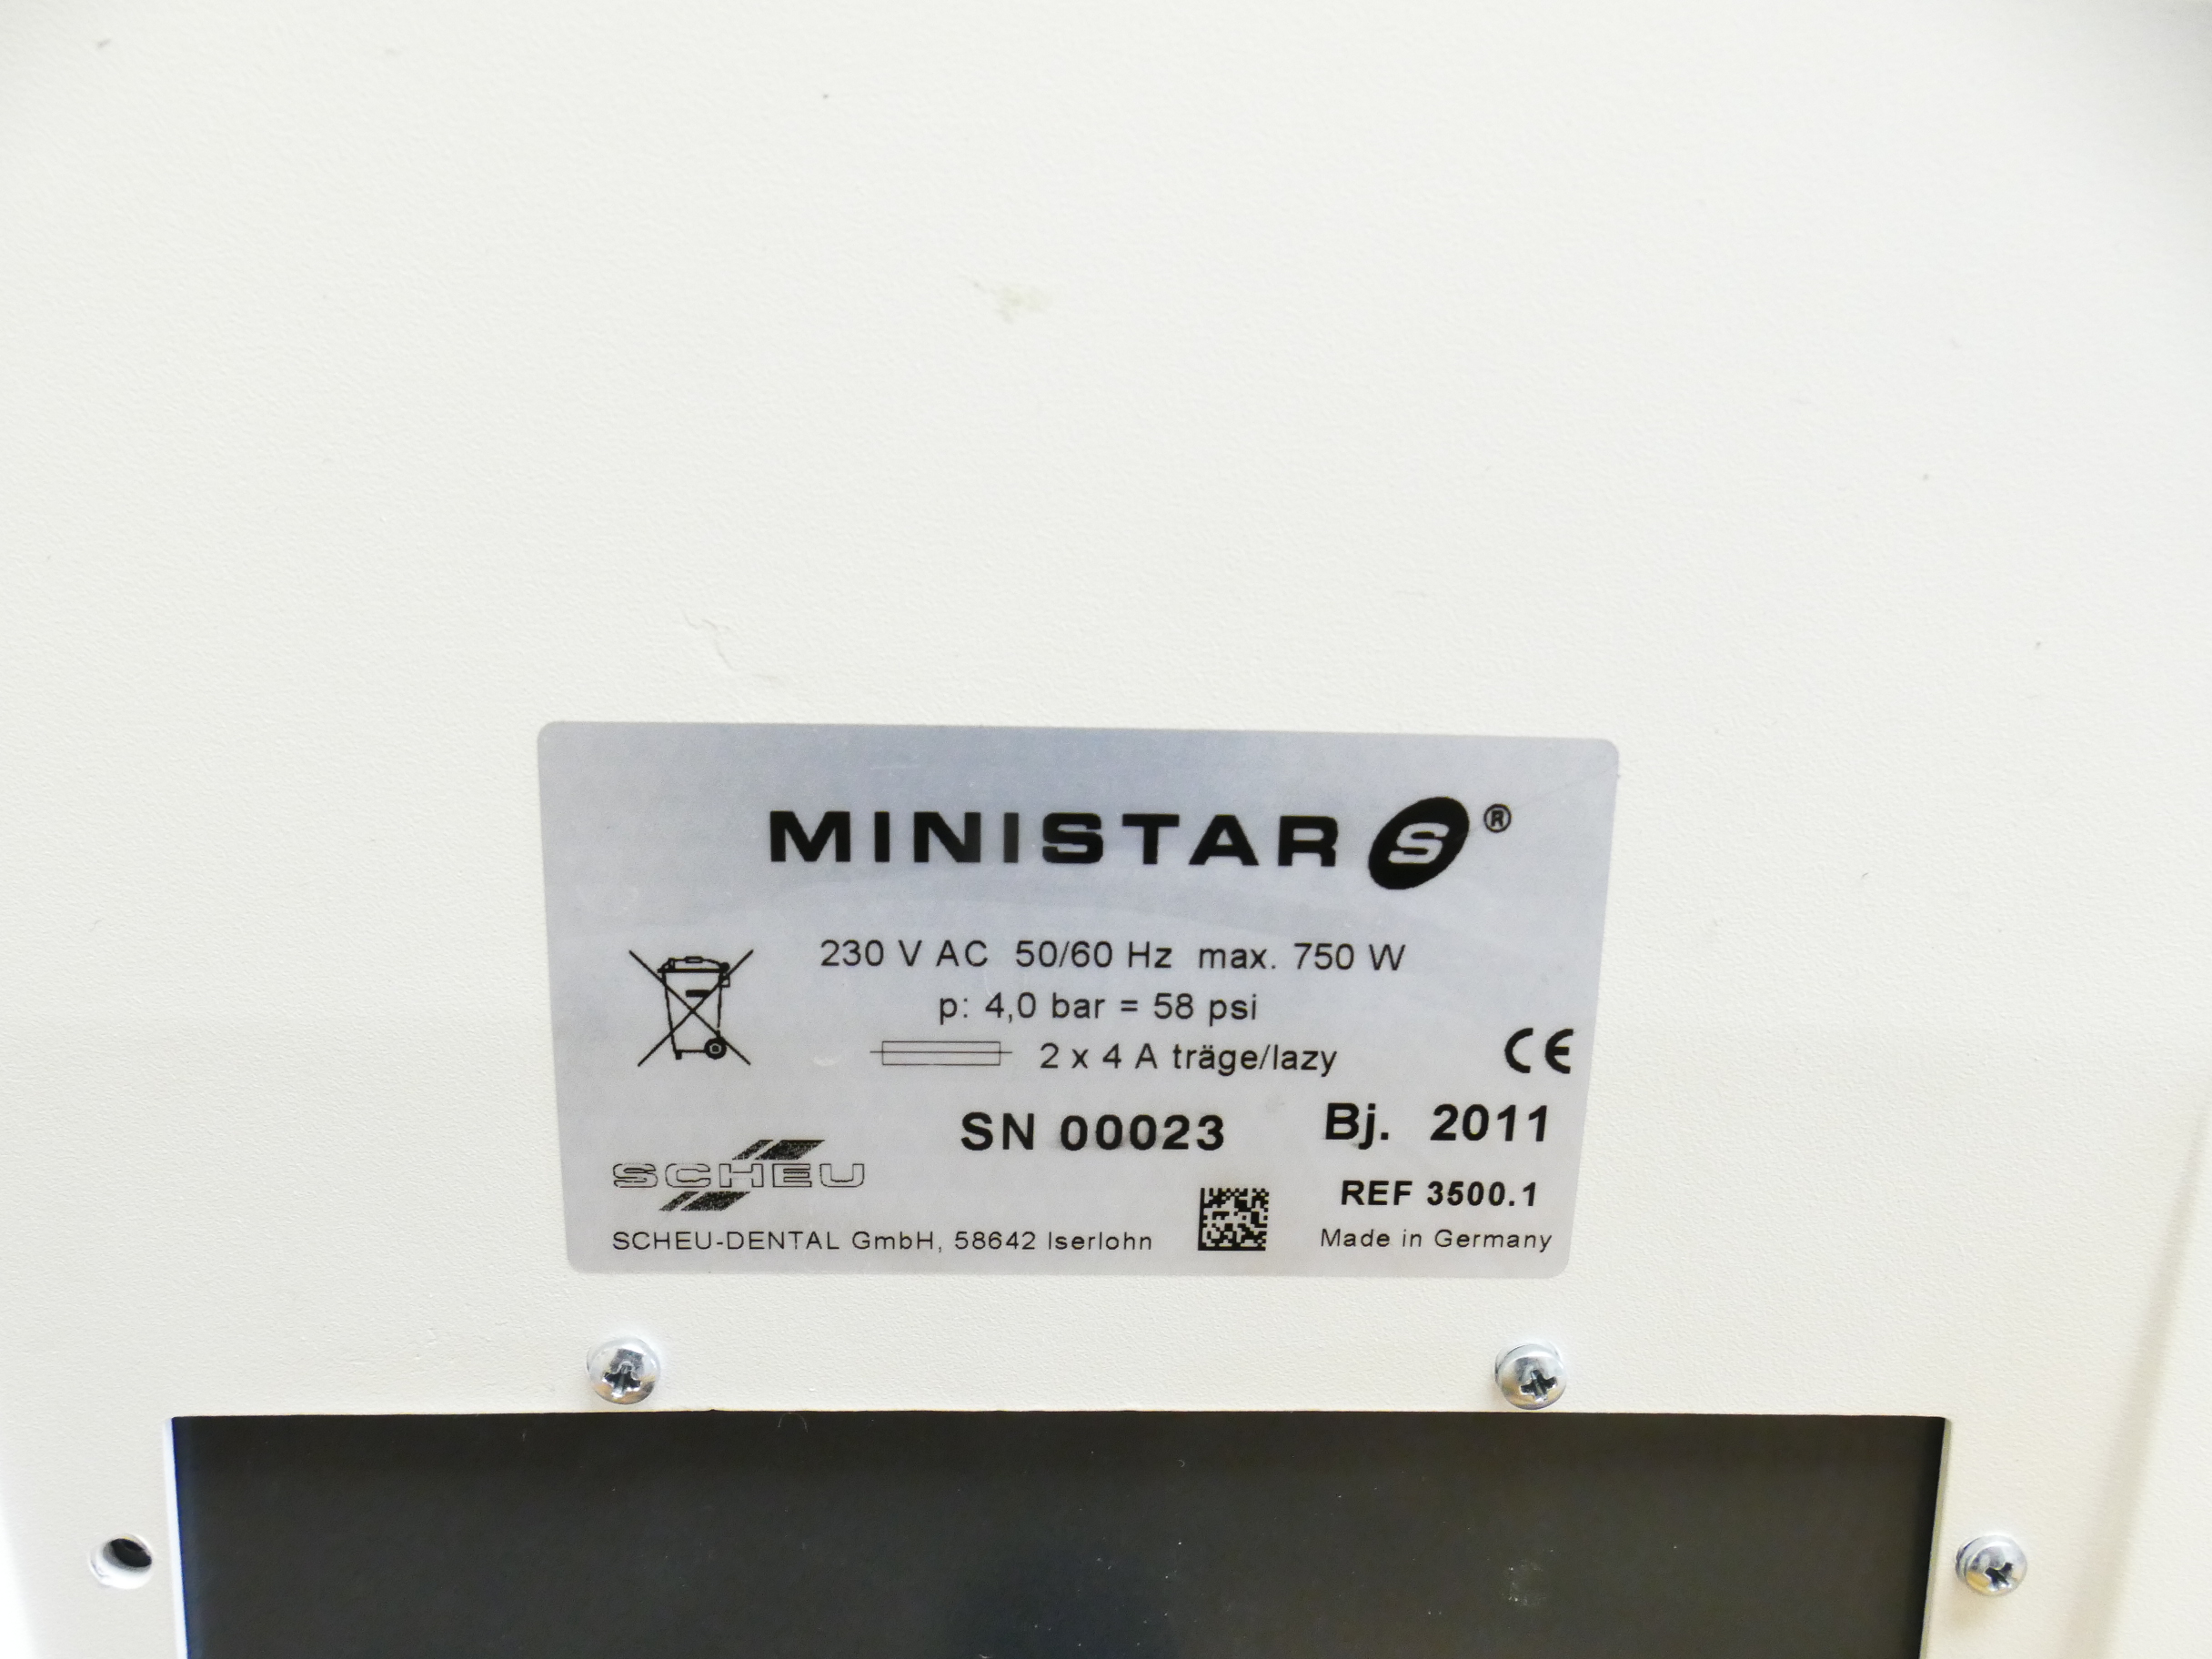 MINISTAR S ®
230 V AC 50/60 Hz max. 750 W
p: 4,0 bar = 58 psi
2 x 4 A träge/lazy
CE
SN 00023 Bj. 2011
SCHEU
REF 3500.1
SCHEU-DENTAL GmbH, 58642 Iserlohn
Made in Germany